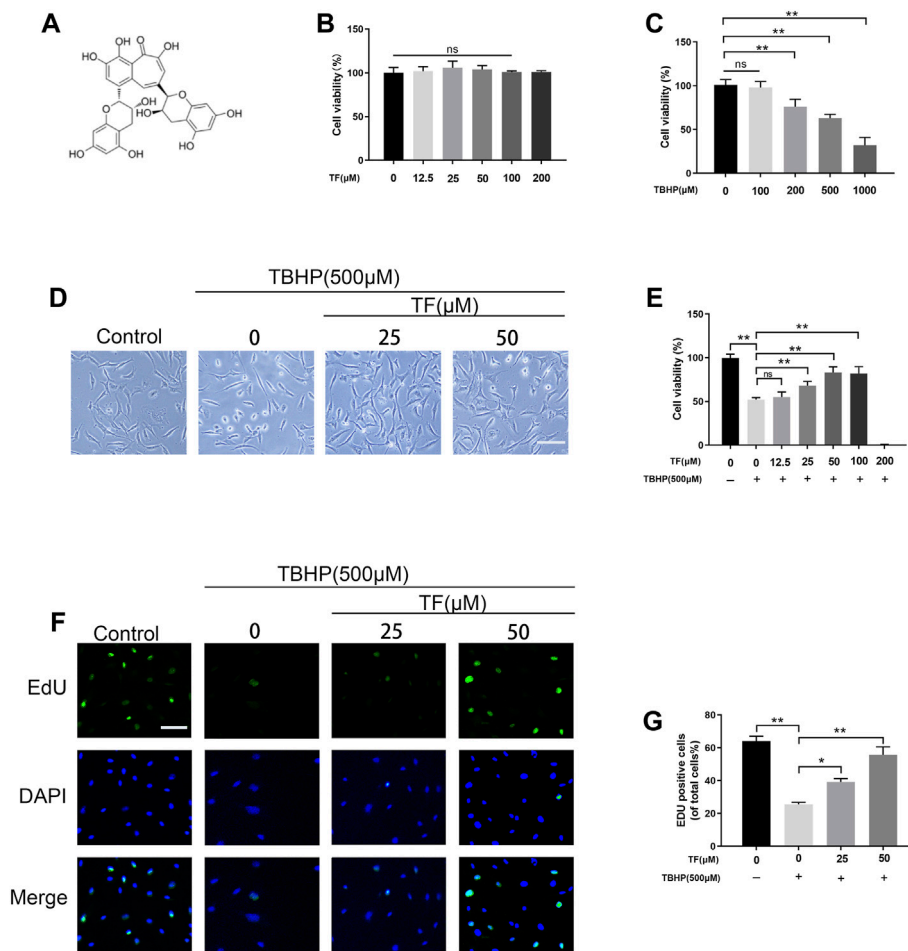 A
O
OH
OH
HO
OH
O
OH
HO
O
OH
HO
OH
HO
OH
B
ns
Cell viability (%)
150
100
50
0
TF(μM)
0 12.5 25 50 100 200
C
**
**
**
ns
Cell viability (%)
150
100
50
0
TBHP(μM)
0 100 200 500 1000
D
TBHP(500μM)
TF(μM)
Control 0 25 50
E
**
**
**
**
ns
Cell viability (%)
150
100
50
0
TF(μM) 0 0 12.5 25 50 100 200
TBHP(500μM) – + + + + + +
F
TBHP(500μM)
TF(μM)
Control 0 25 50
EdU
DAPI
Merge
G
**
**
*
EDU positive cells
(of total cells%)
80
60
40
20
0
TF(μM) 0 0 25 50
TBHP(500μM) – + + +